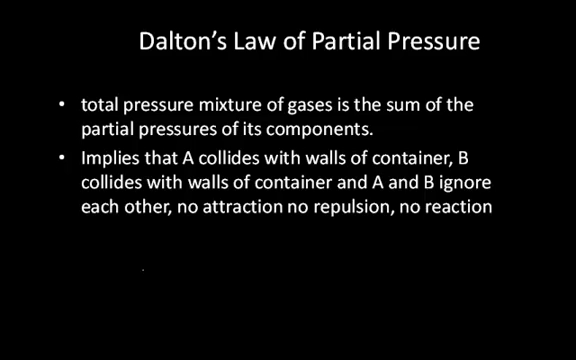 Dalton's Law of Partial Pressure
• total pressure mixture of gases is the sum of the
partial pressures of its components.
• Implies that A collides with walls of container, B
collides with walls of container and A and B ignore
each other, no attraction no repulsion, no reaction